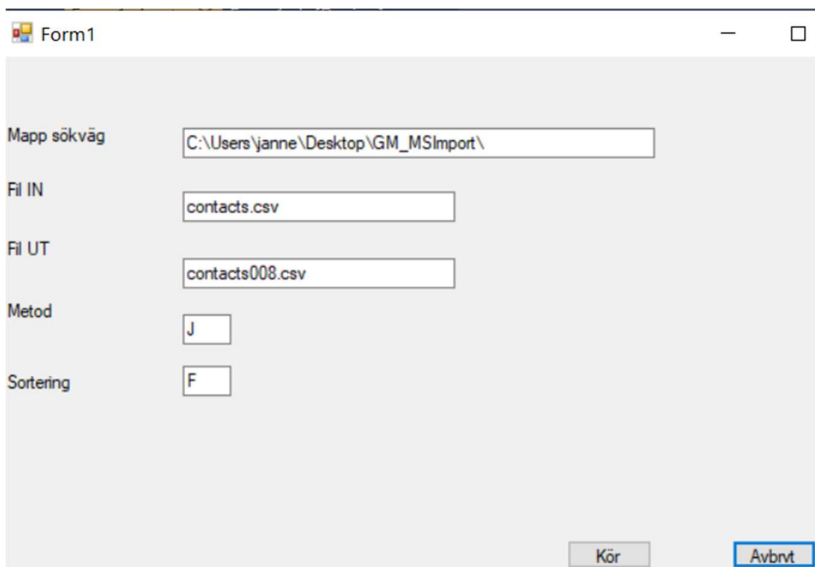 Form1
Mapp sökväg
C:\Users\janne\Desktop\GM_MSImport\
Fil IN
contacts.csv
Fil UT
contacts008.csv
Metod
J
Sortering
F
Kör
Avbryt